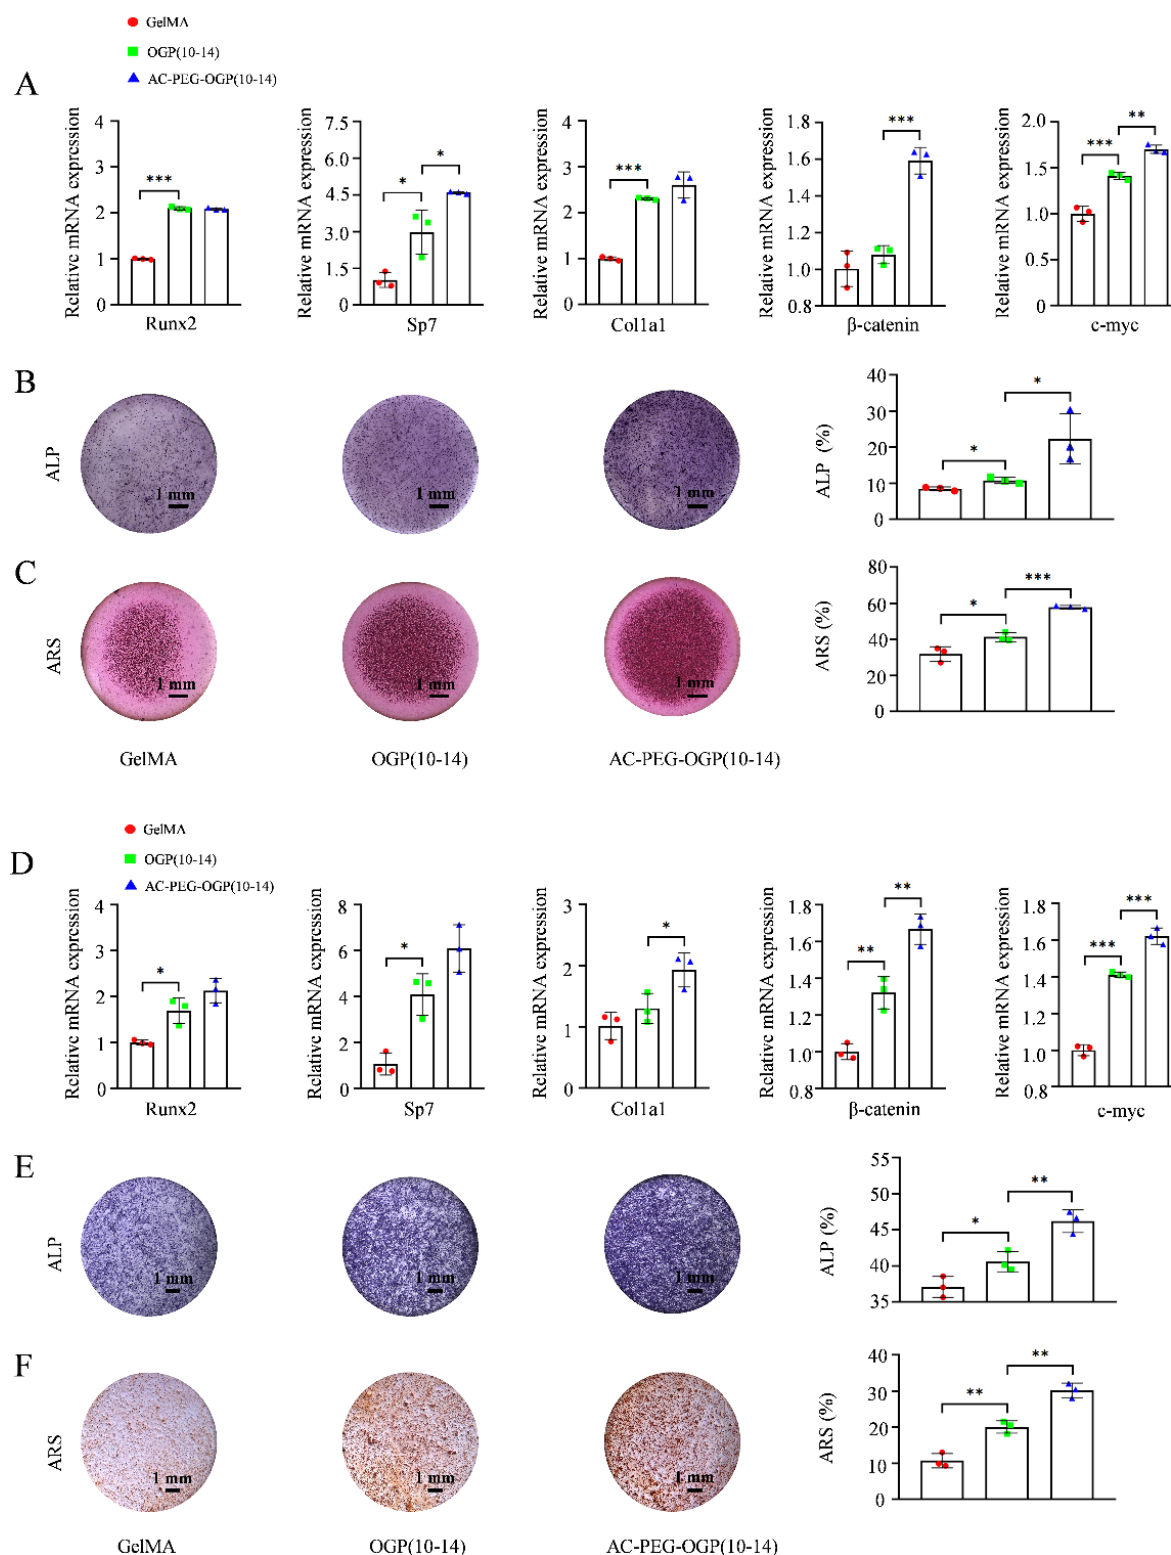 GelMA
OGP(10-14)
AC-PEG-OGP(10-14)
A
Relative mRNA expression
4
3
2
1
0
***
Runx2
Relative mRNA expression
7.5
6.0
4.5
3.0
1.5
0
*
*
Sp7
Relative mRNA expression
4
3
2
1
0
***
Col1a1
Relative mRNA expression
1.8
1.6
1.4
1.2
1.0
0.8
***
β-catenin
Relative mRNA expression
2.0
1.5
1.0
0.5
0
***
**
c-myc
B
ALP
1 mm
1 mm
1 mm
ALP (%)
40
30
20
10
0
*
*
C
ARS
1 mm
1 mm
1 mm
ARS (%)
80
60
40
20
0
*
***
GelMA
OGP(10-14)
AC-PEG-OGP(10-14)
GelMA
OGP(10-14)
AC-PEG-OGP(10-14)
D
Relative mRNA expression
4
3
2
1
0
*
Runx2
Relative mRNA expression
8
6
4
2
0
*
Sp7
Relative mRNA expression
3
2
1
0
*
Col1a1
Relative mRNA expression
1.8
1.6
1.4
1.2
1.0
0.8
**
**
β-catenin
Relative mRNA expression
1.8
1.6
1.4
1.2
1.0
0.8
***
***
c-myc
E
ALP
1 mm
1 mm
1 mm
ALP (%)
55
50
45
40
35
*
**
F
ARS
1 mm
1 mm
1 mm
ARS (%)
40
30
20
10
0
**
**
GelMA
OGP(10-14)
AC-PEG-OGP(10-14)